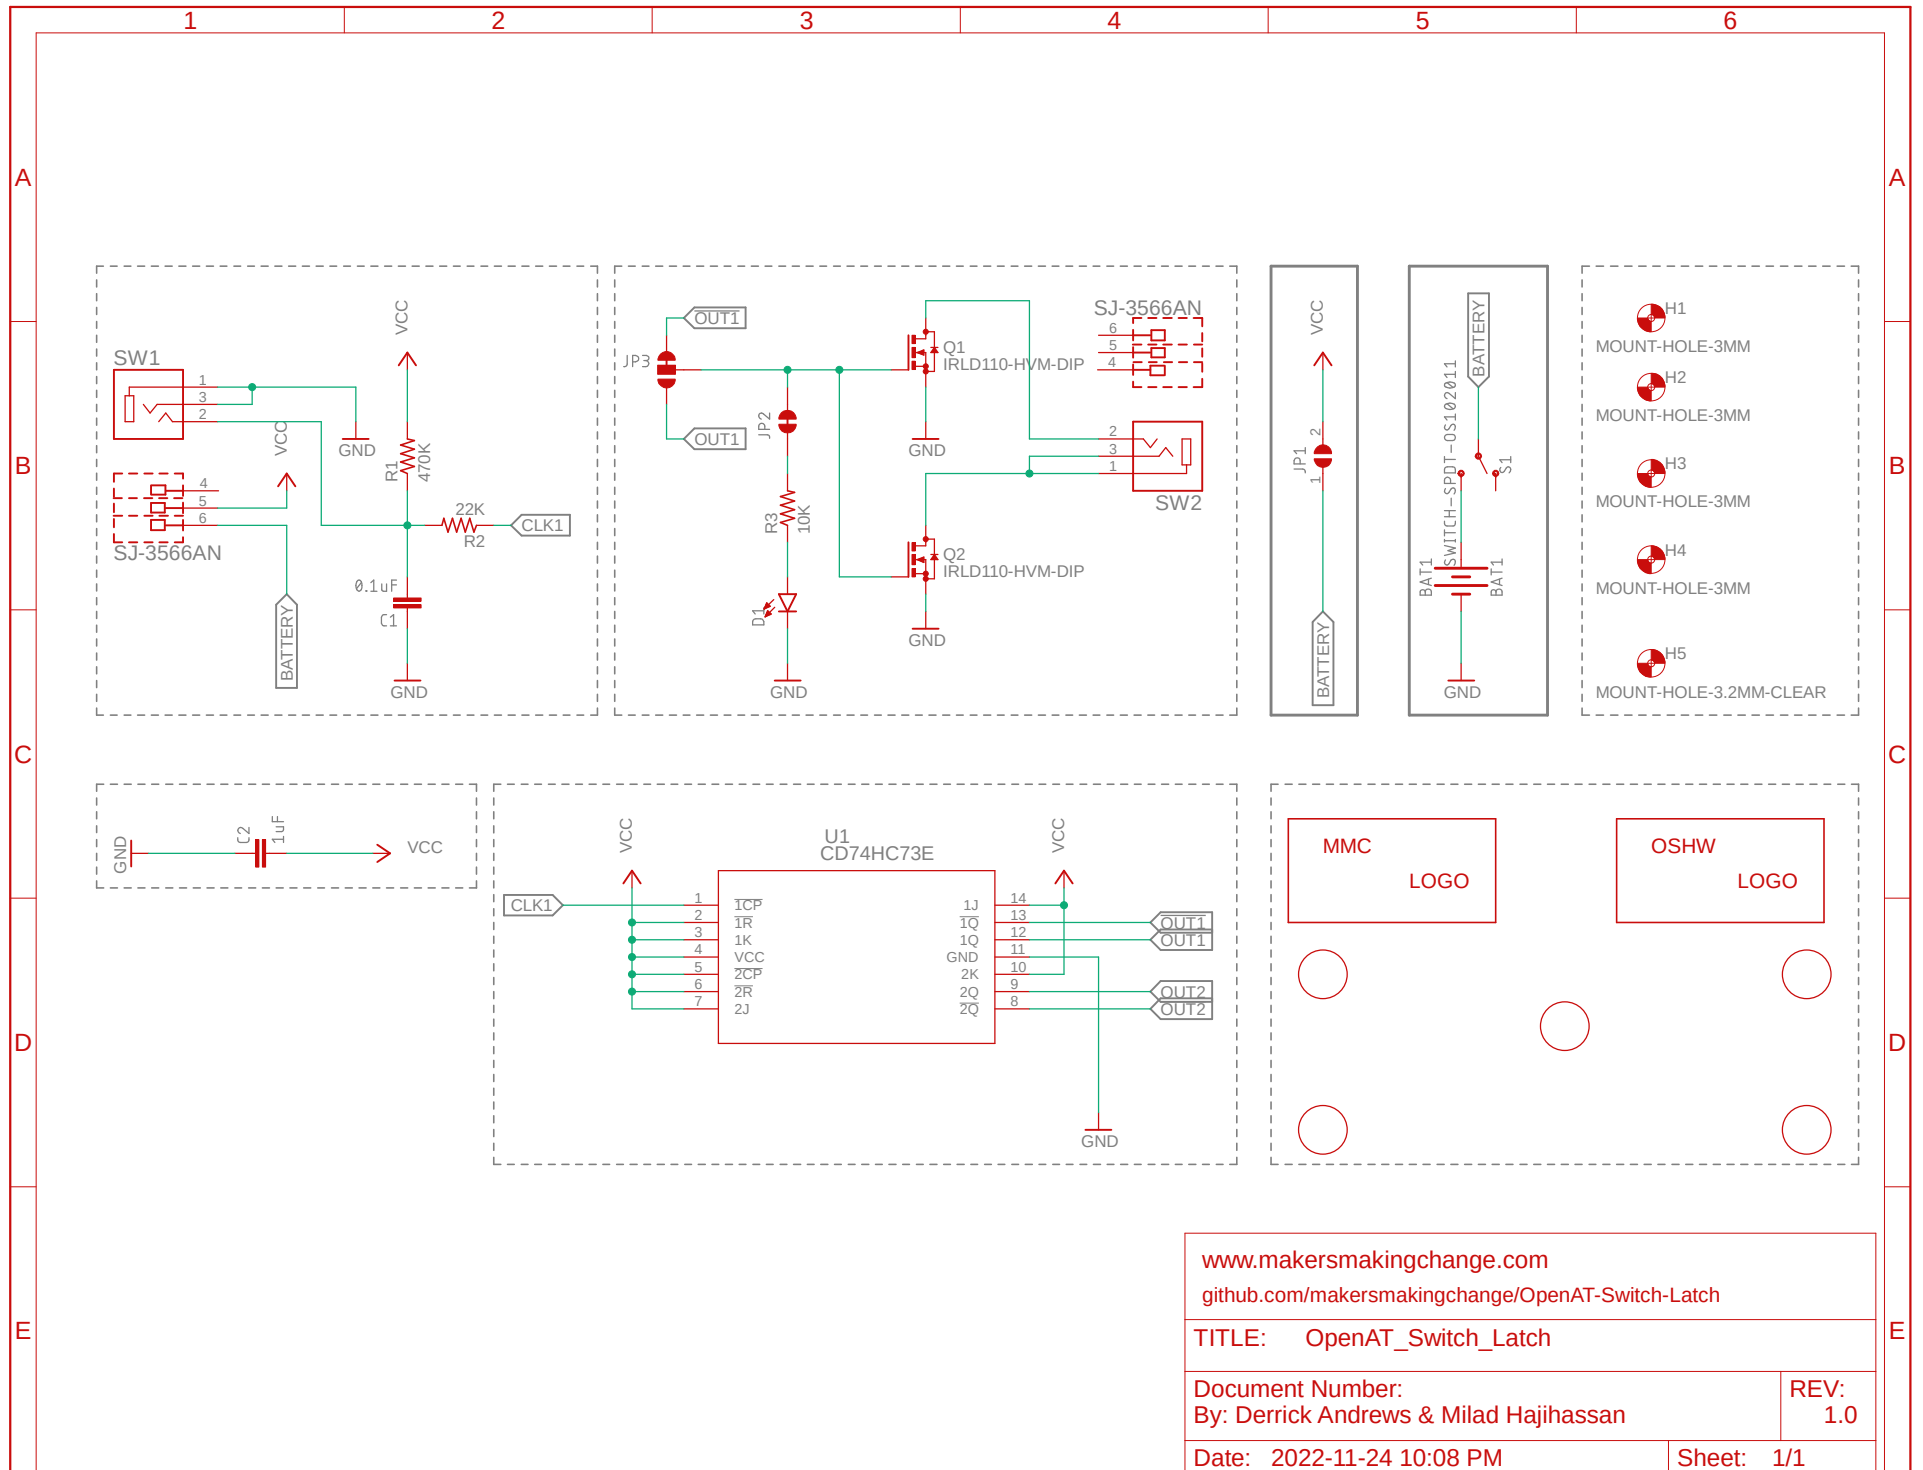 1 2 3 4 5 6
A A
B B
C C
D D
E E
SW1
1
3
2
VCC
GND
4
5
6
SJ-3566AN
BATTERY
VCC
R1
470K
22K
R2
CLK1
0.1uF
C1
GND
OUT1
JP3
OUT1
JP2
R3
10K
D1
GND
Q1
IRLD110-HVM-DIP
GND
Q2
IRLD110-HVM-DIP
GND
SJ-3566AN
6
5
4
2
3
1
SW2
VCC
2
JP1
1
BATTERY
BATTERY
SWITCH-SPDT-OS102011
S1
BAT1
BAT1
GND
H1
MOUNT-HOLE-3MM
H2
MOUNT-HOLE-3MM
H3
MOUNT-HOLE-3MM
H4
MOUNT-HOLE-3MM
H5
MOUNT-HOLE-3.2MM-CLEAR
GND
C2
1uF
VCC
VCC
U1
CD74HC73E
VCC
CLK1
1 1CP 1J 14
2 1R 1Q 13 OUT1
3 1K 1Q 12 OUT1
4 VCC GND 11
5 2CP 2K 10
6 2R 2Q 9 OUT2
7 2J 2Q 8 OUT2
GND
MMC
LOGO
OSHW
LOGO
www.makersmakingchange.com
github.com/makersmakingchange/OpenAT-Switch-Latch
TITLE: OpenAT_Switch_Latch
Document Number:
REV:
By: Derrick Andrews & Milad Hajihassan
1.0
Date: 2022-11-24 10:08 PM
Sheet: 1/1